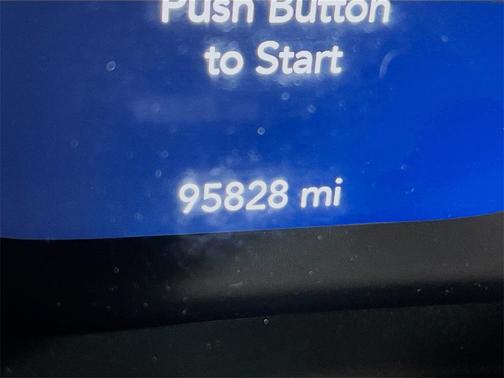 Push Button
to Start
95828 mi